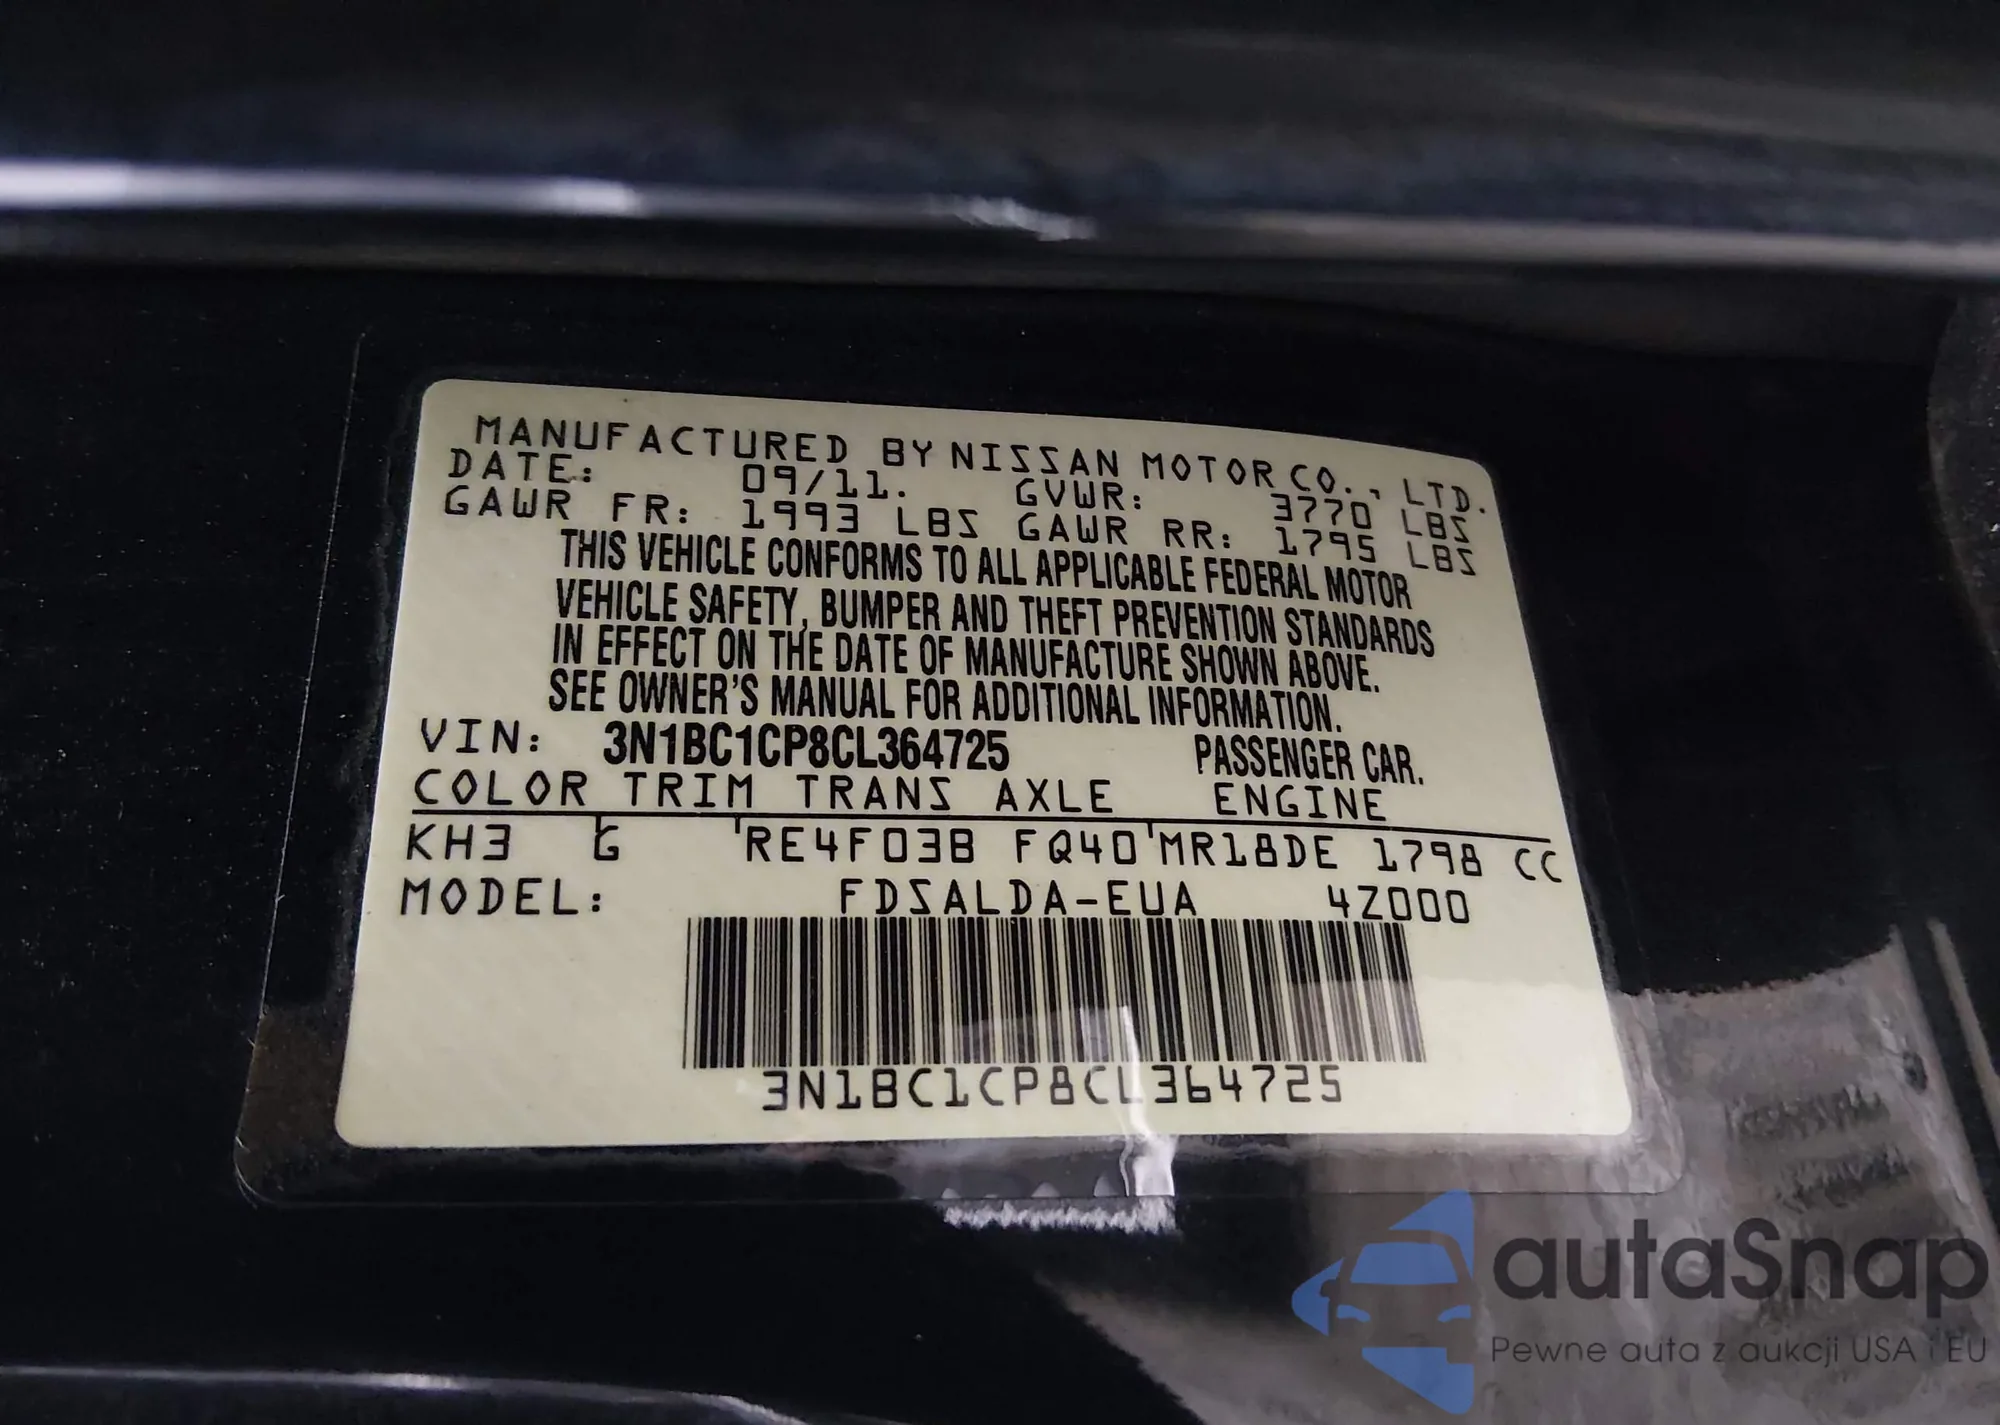 MANUFACTURED BY NISSAN MOTOR CO., LTD.
DATE: 09/11. GVWR: 3770 LBS
GAWR FR: 1993 LBS GAWR RR: 1795 LBS
THIS VEHICLE CONFORMS TO ALL APPLICABLE FEDERAL MOTOR
VEHICLE SAFETY, BUMPER AND THEFT PREVENTION STANDARDS
IN EFFECT ON THE DATE OF MANUFACTURE SHOWN ABOVE.
SEE OWNER'S MANUAL FOR ADDITIONAL INFORMATION.
VIN: 3N1BC1CP8CL364725 PASSENGER CAR.
COLOR TRIM TRANS AXLE ENGINE
KH3 G RE4F03B FQ40 MR18DE 1798 CC
MODEL: FDSALDA-EUA 4Z000
3N1BC1CP8CL364725
autaSnap
Pewne auta z aukcji USA i EU